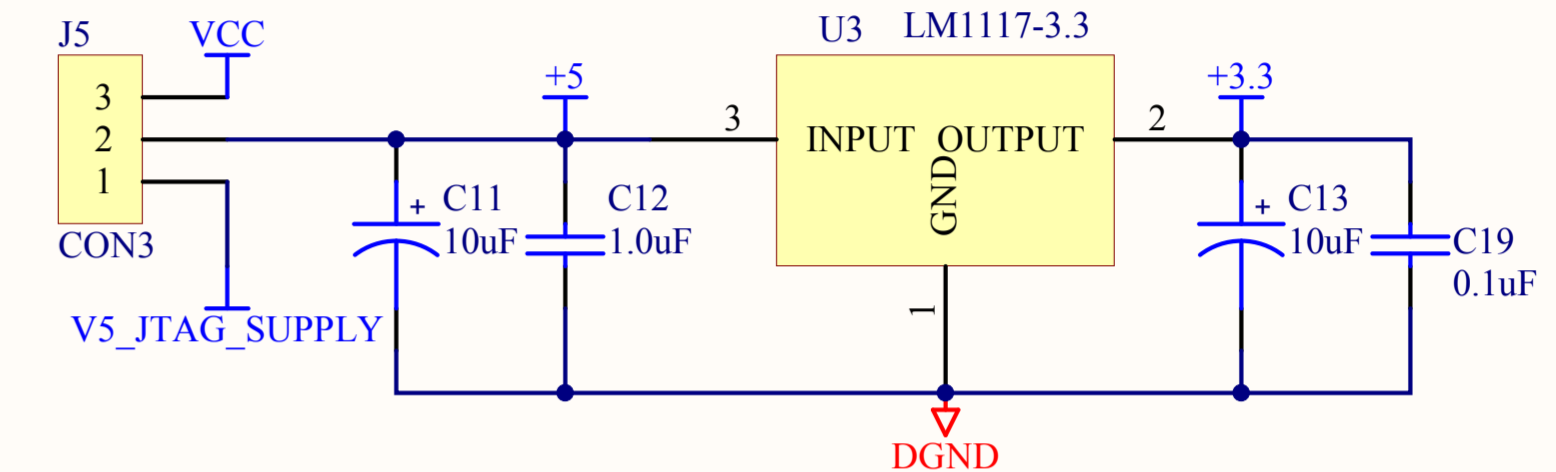 J5
VCC
3
2
1
CON3
V5_JTAG_SUPPLY
+
C11
10uF
+5
C12
1.0uF
U3
LM1117-3.3
3
INPUT
OUTPUT
GND
2
1
DGND
+3.3
+
C13
10uF
C19
0.1uF